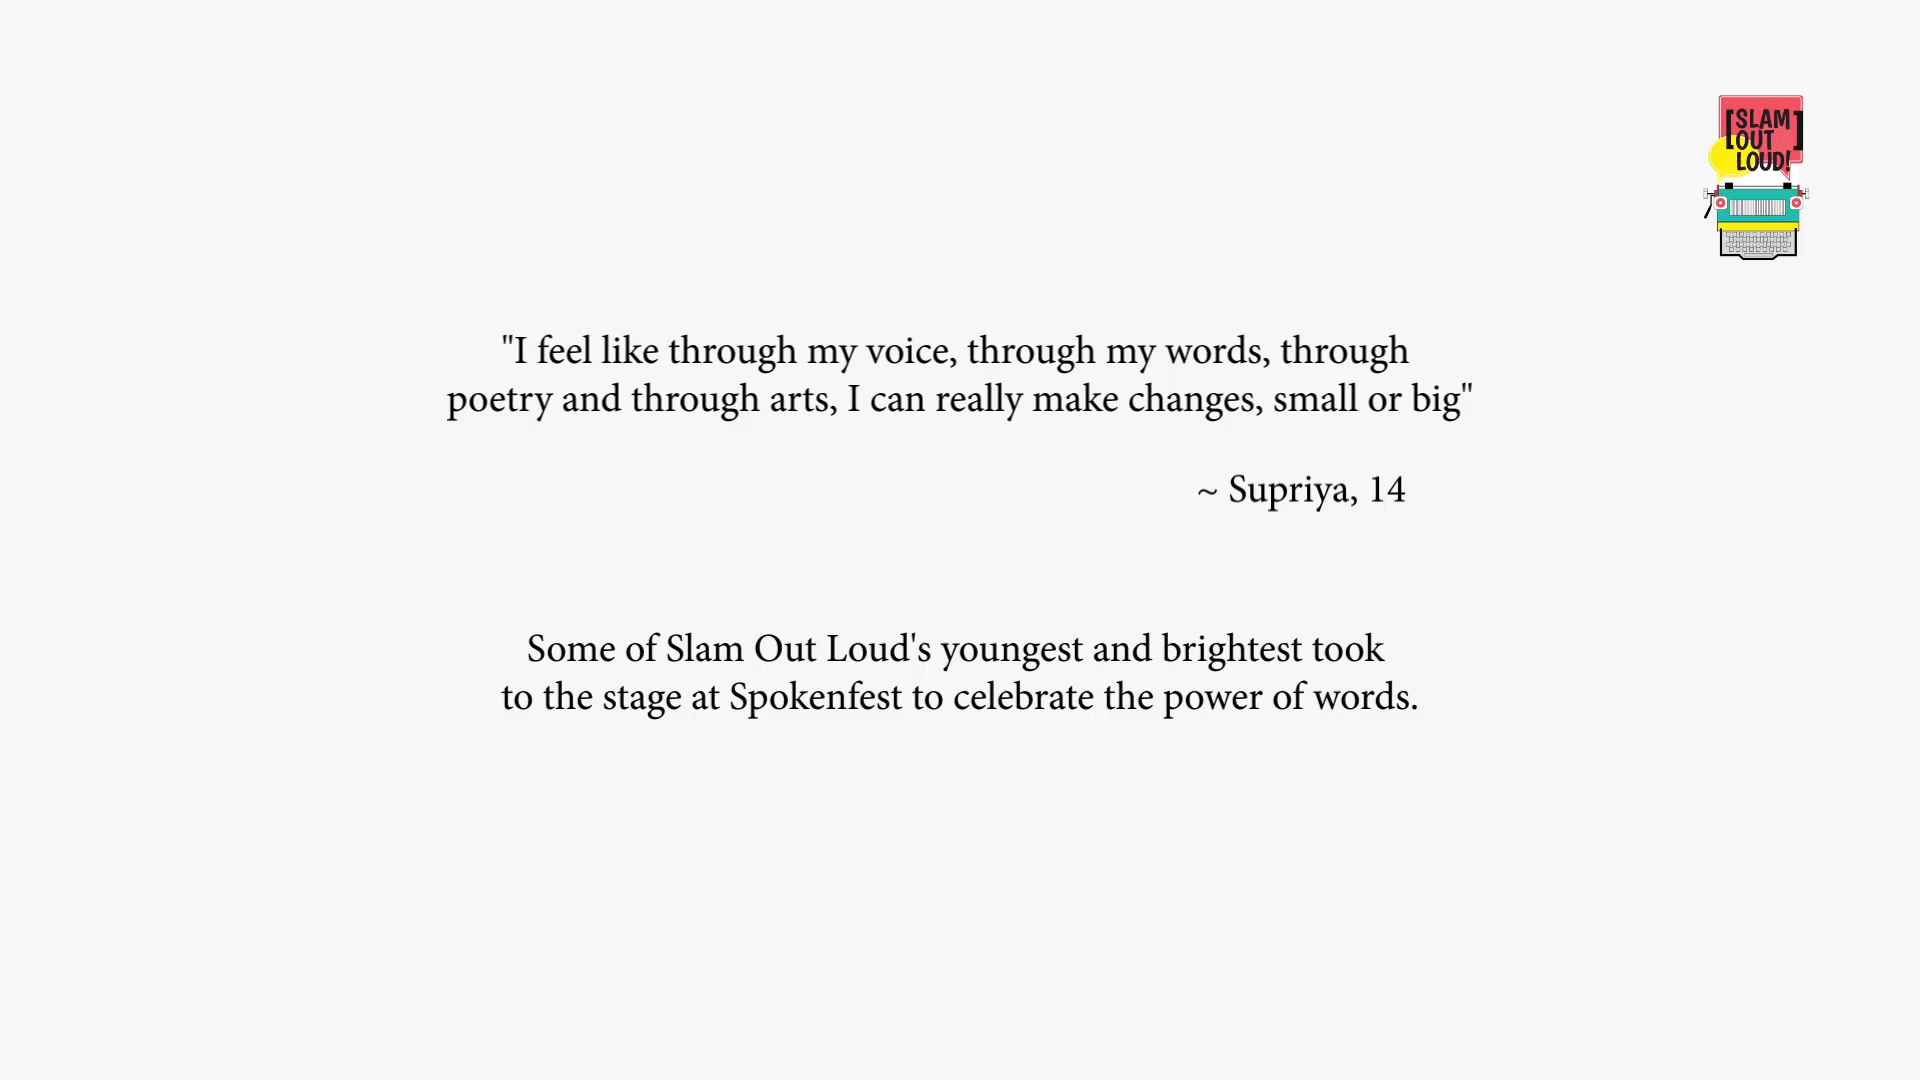 [SLAM
OUT
LOUD!]
"I feel like through my voice, through my words, through
poetry and through arts, I can really make changes, small or big"
~ Supriya, 14
Some of Slam Out Loud's youngest and brightest took
to the stage at Spokenfest to celebrate the power of words.